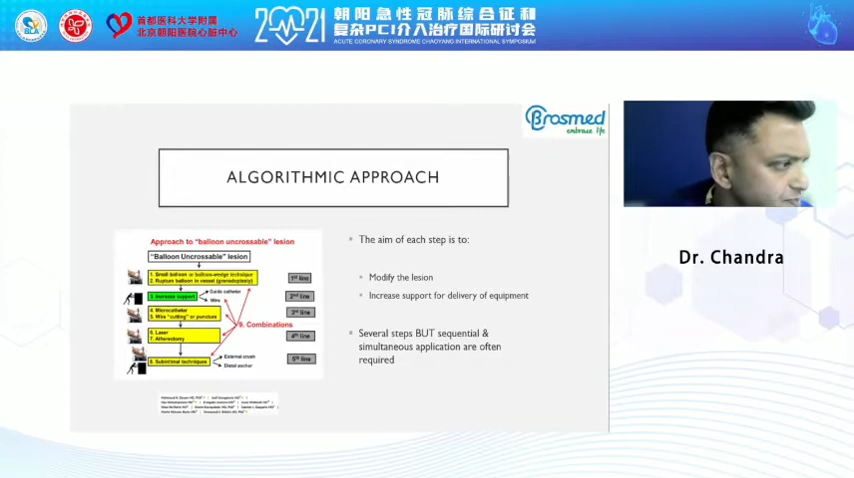 BLA
首都医科大学附属
北京朝阳医院心脏中心
2021
朝阳急性冠脉综合征和
复杂PCI介入治疗国际研讨会
ACUTE CORONARY SYNDROME CHAOYANG INTERNATIONAL SYMPOSIUM
Brosmed
embrace life
ALGORITHMIC APPROACH
Approach to "balloon uncrossable" lesion
"Balloon Uncrossable" lesion
1. Small balloon or balloon-wedge technique
2. Rupture balloon in vessel (grenadoplasty)
1st line
3. Increase support
Guide catheter
Wire
2nd line
4. Microcatheter
5. Wire "cutting" or puncture
3rd line
9. Combinations
6. Laser
7. Atherectomy
4th line
8. Subintimal techniques
External crush
Distal anchor
5th line
The aim of each step is to:
Modify the lesion
Increase support for delivery of equipment
Several steps BUT sequential &
simultaneous application are often
required
Dr. Chandra